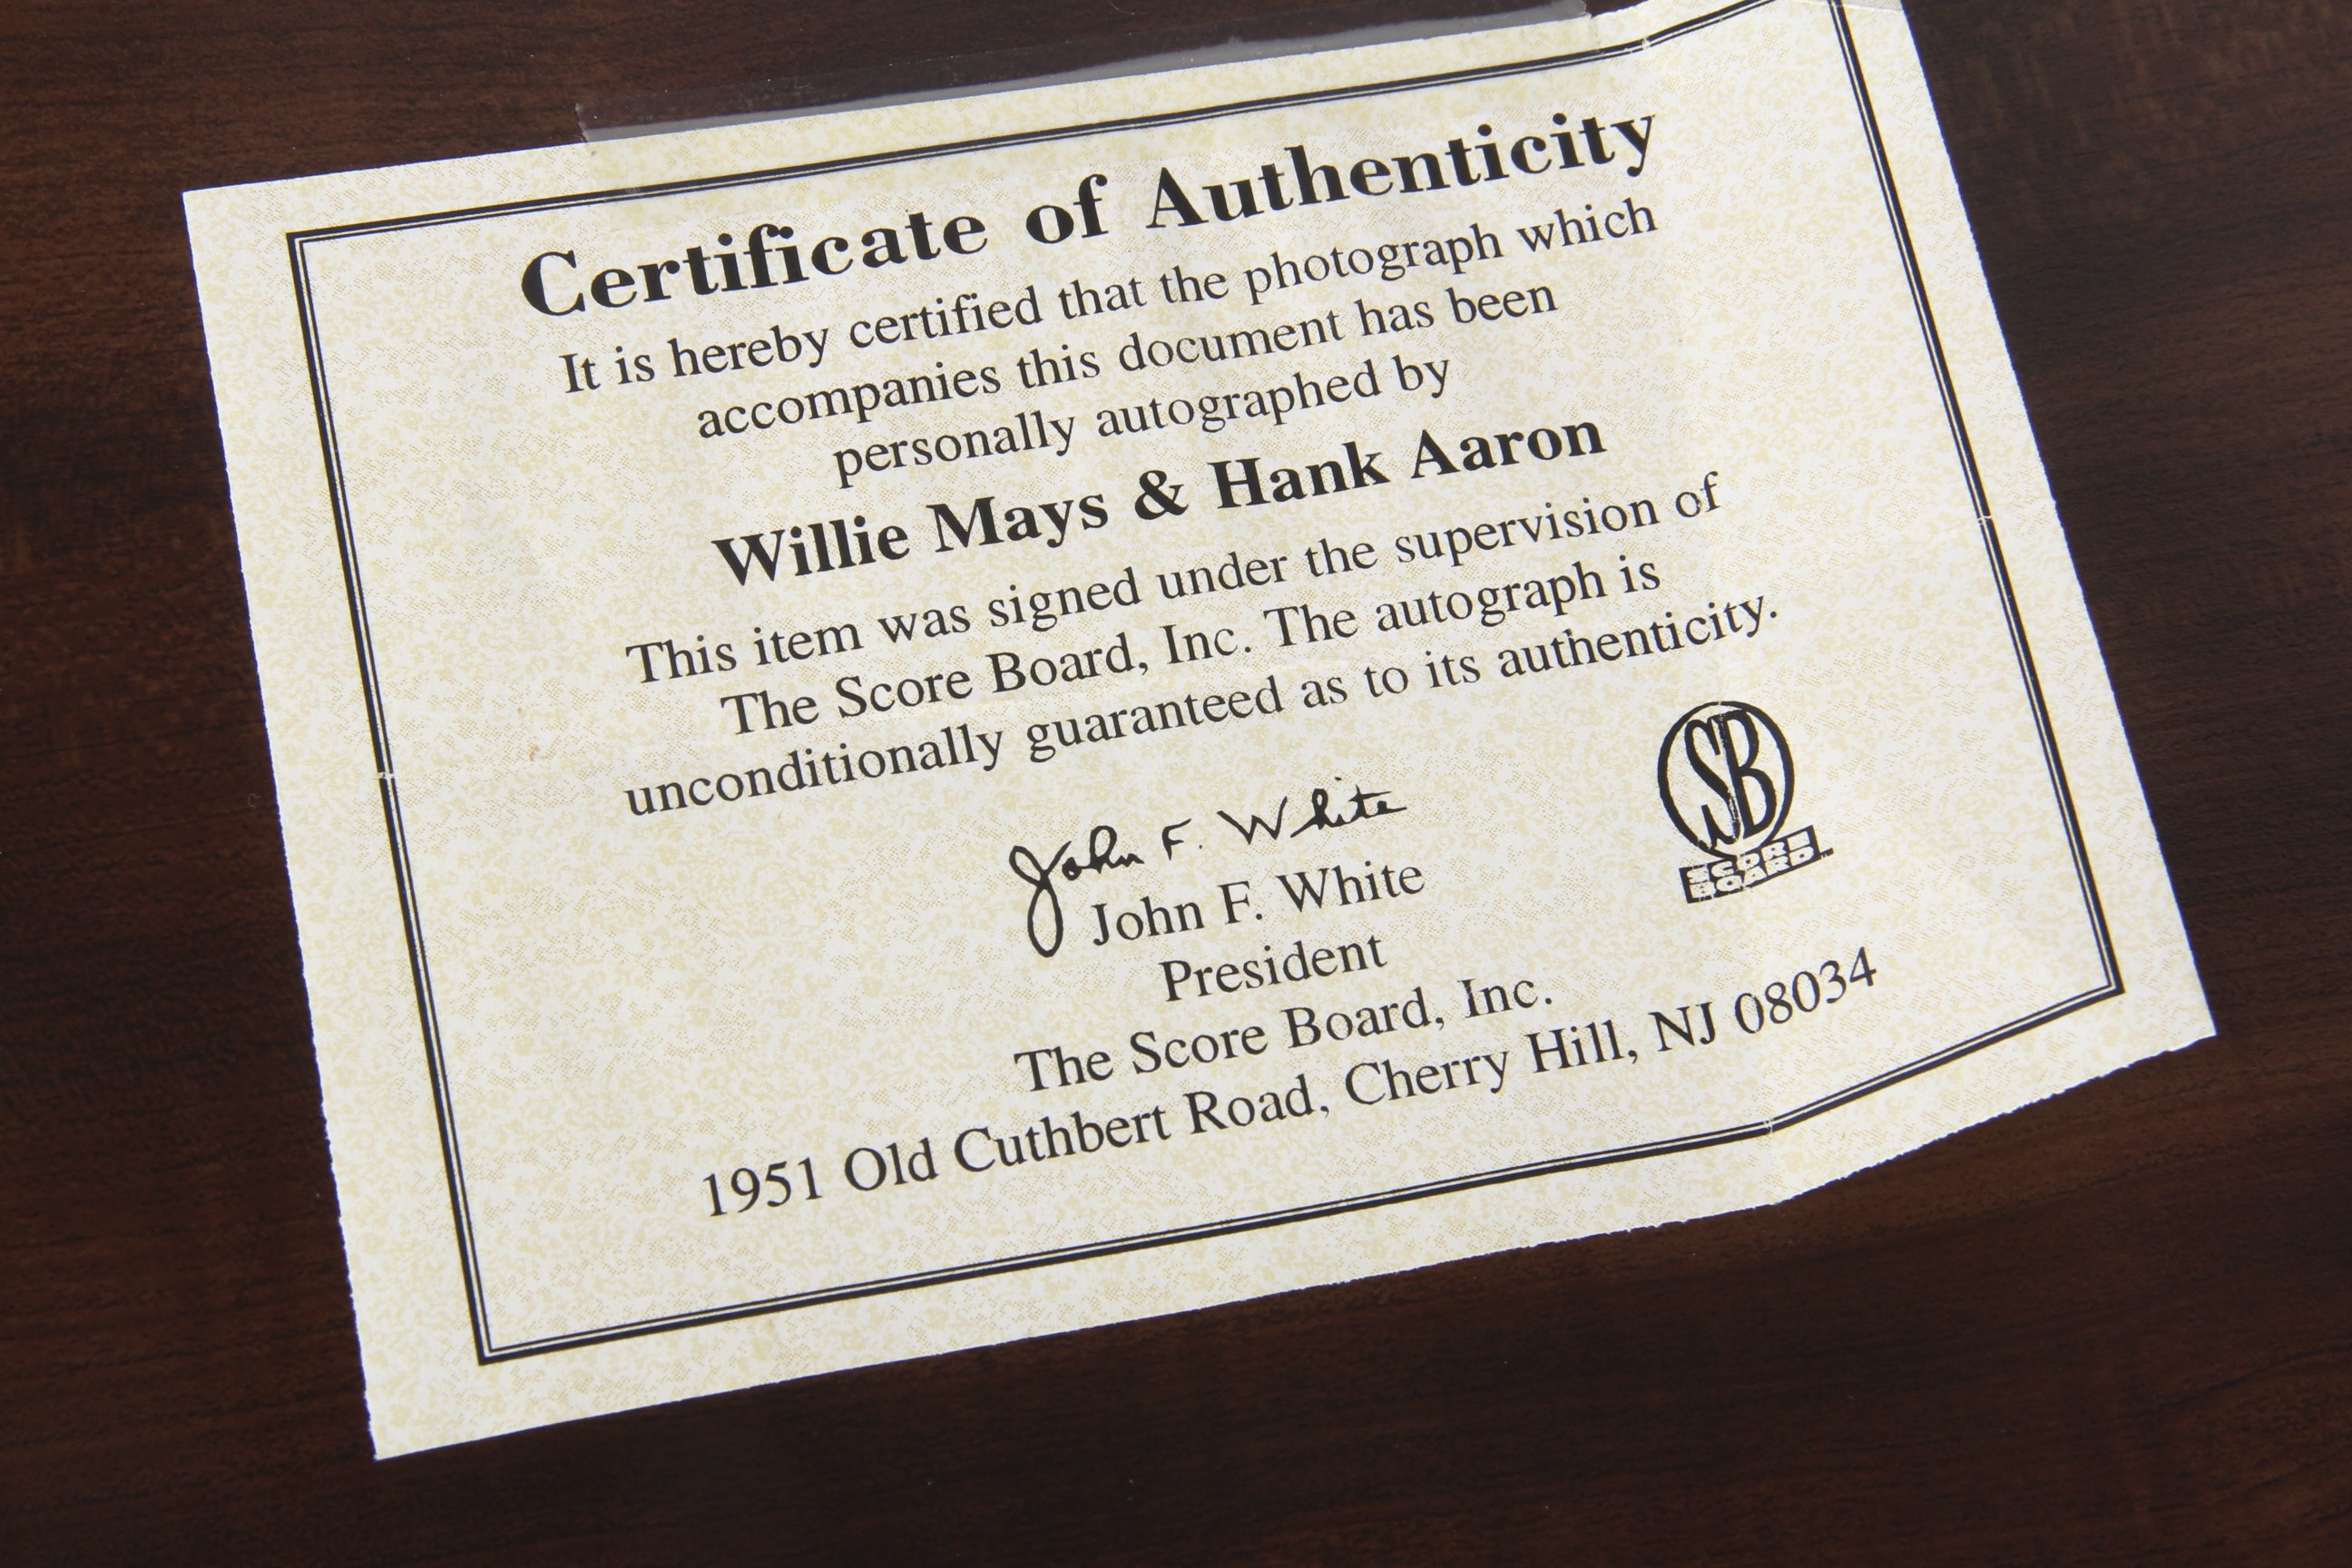 Certificate of Authenticity
It is hereby certified that the photograph which
accompanies this document has been
personally autographed by
Willie Mays & Hank Aaron
This item was signed under the supervision of
The Score Board, Inc. The autograph is
unconditionally guaranteed as to its authenticity.
John F. White
John F. White
President
The Score Board, Inc.
1951 Old Cuthbert Road, Cherry Hill, NJ 08034
SB
SCORE
BOARD